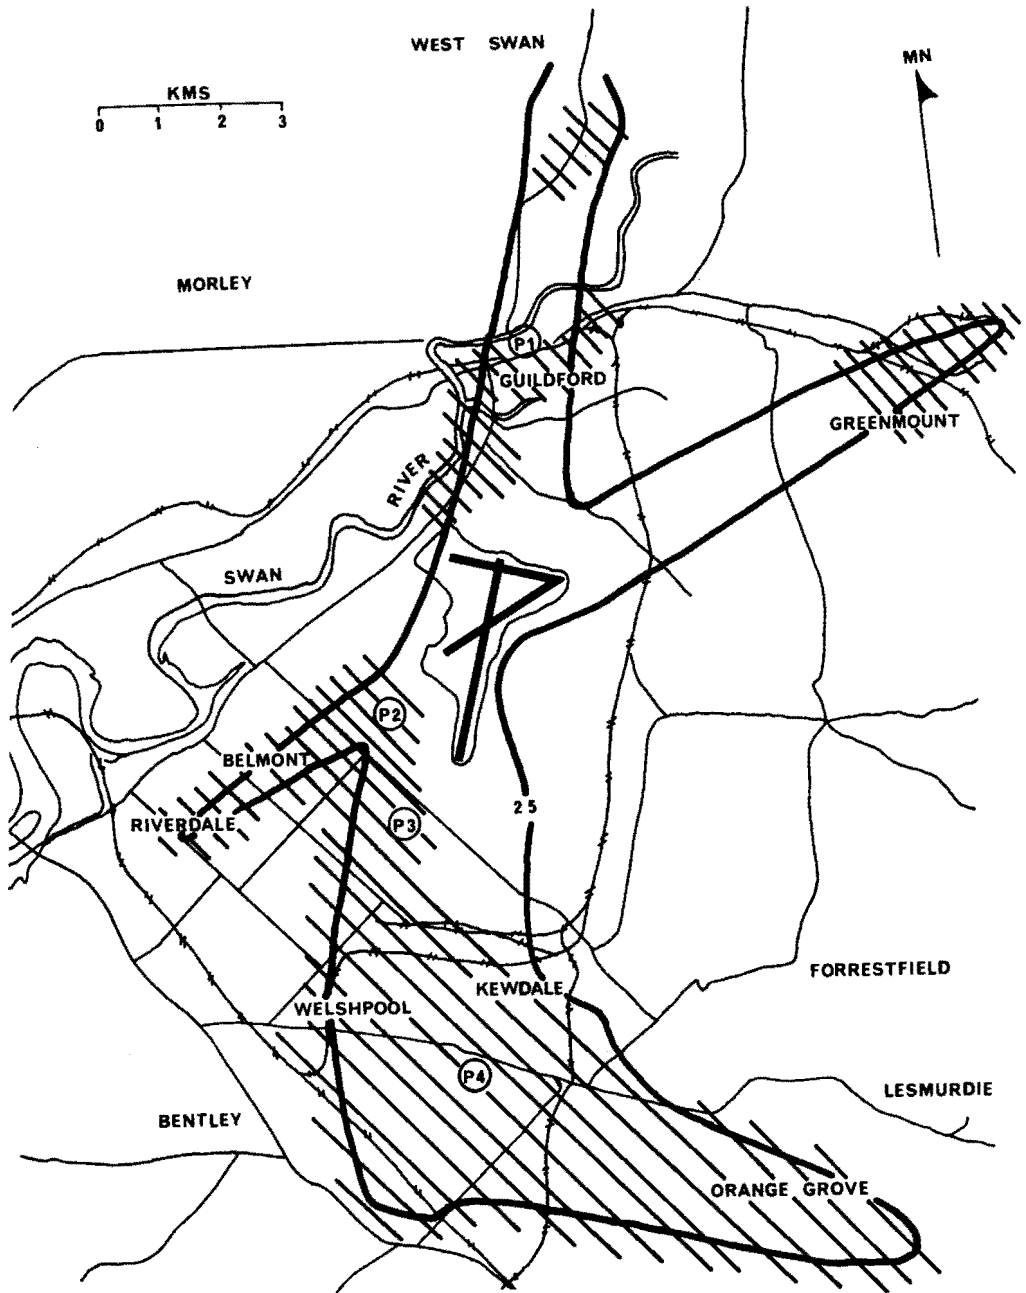 WEST SWAN
MN
KMS
0 1 2 3
MORLEY
P1
GUILDFORD
GREENMOUNT
RIVER
SWAN
P2
BELMONT
25
RIVERDALE
P3
FORRESTFIELD
KEWDALE
WELSHPOOL
P4
LESMURDIE
BENTLEY
ORANGE GROVE